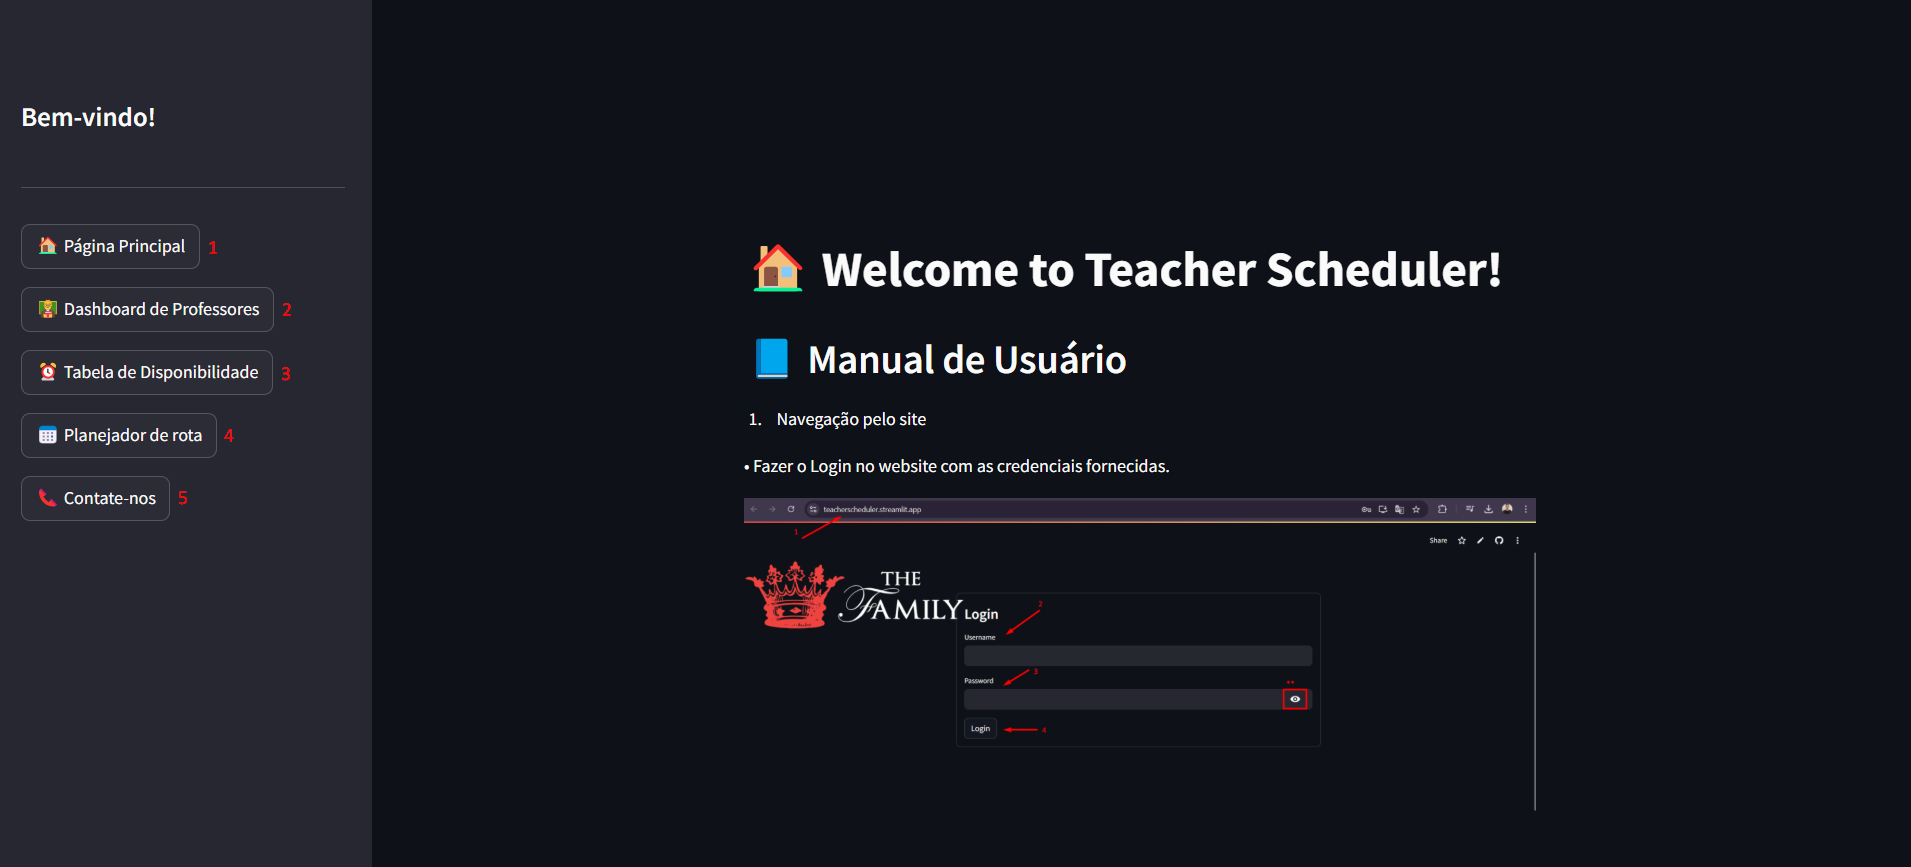 Bem-vindo!
Página Principal 1
Dashboard de Professores 2
Tabela de Disponibilidade 3
Planejador de rota 4
Contate-nos 5
Welcome to Teacher Scheduler!
Manual de Usuário
1. Navegação pelo site
• Fazer o Login no website com as credenciais fornecidas.
teacherscheduler.streamlit.app
1
Share
THE
FAMILY
Login
2
Username
3
Password
**
Login
4